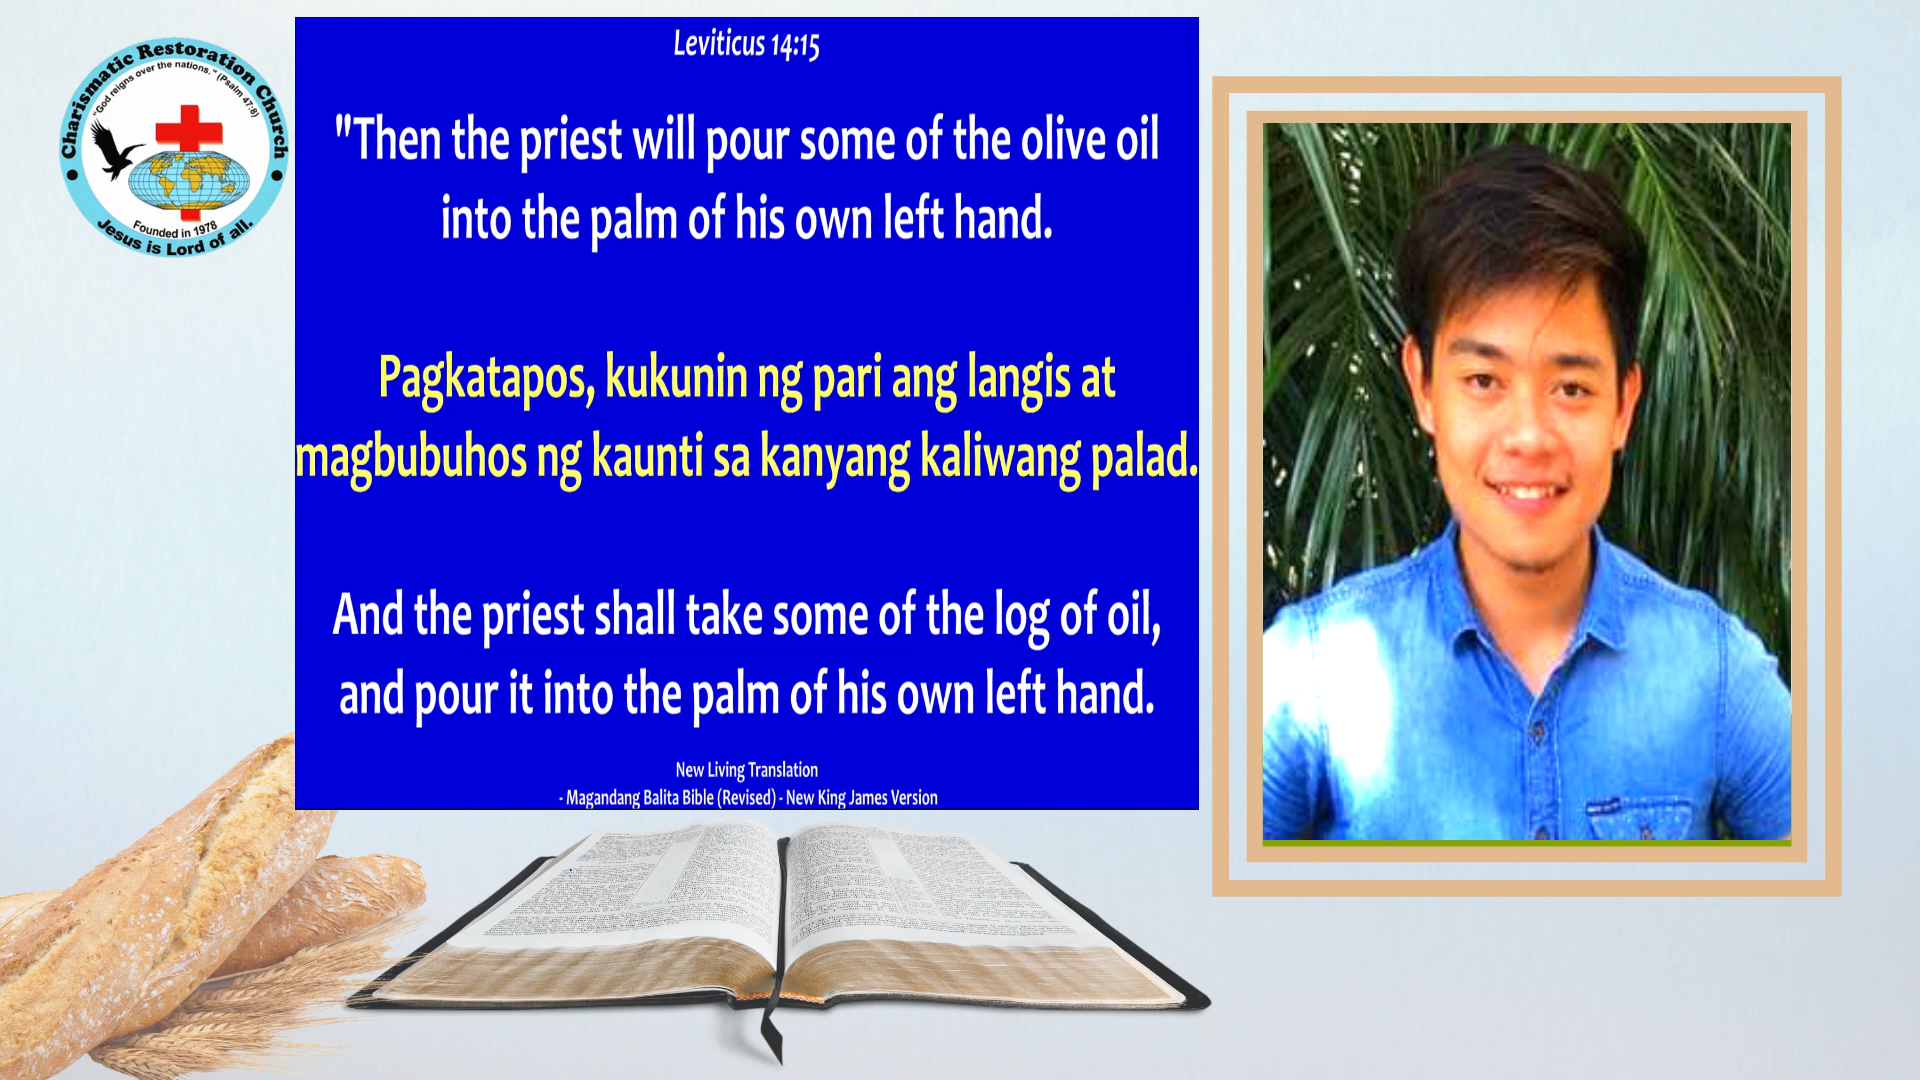 Charismatic Restoration Church
"God reigns over the nations." (Psalm 47:8)
Founded in 1978
Jesus is Lord of all.
Leviticus 14:15
"Then the priest will pour some of the olive oil
into the palm of his own left hand.
Pagkatapos, kukunin ng pari ang langis at
magbubuhos ng kaunti sa kanyang kaliwang palad.
And the priest shall take some of the log of oil,
and pour it into the palm of his own left hand.
New Living Translation
- Magandang Balita Bible (Revised) - New King James Version